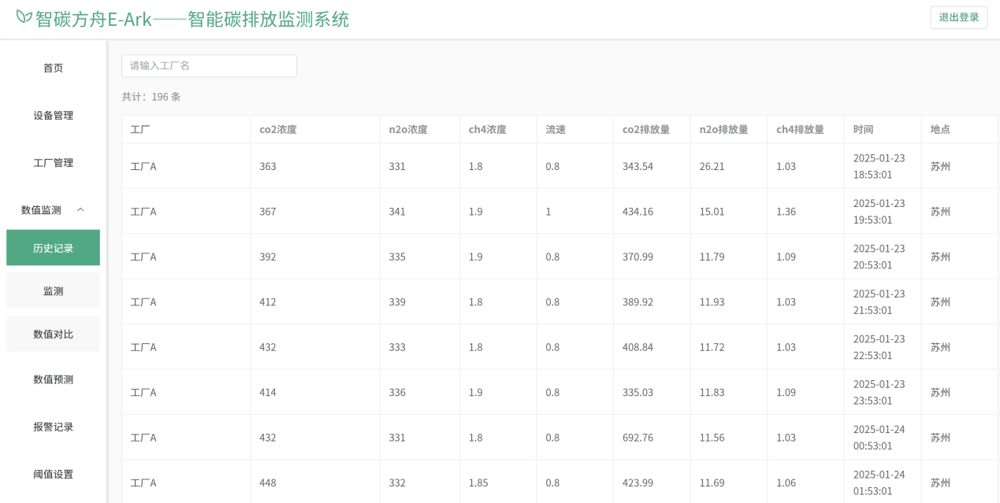 智碳方舟E-Ark——智能碳排放监测系统
退出登录
首页
设备管理
工厂管理
数值监测
历史记录
监测
数值对比
数值预测
报警记录
阈值设置
请输入工厂名
共计：196 条
工厂 co2浓度 n2o浓度 ch4浓度 流速 co2排放量 n2o排放量 ch4排放量 时间 地点
工厂A 363 331 1.8 0.8 343.54 26.21 1.03 2025-01-23 18:53:01 苏州
工厂A 367 341 1.9 1 434.16 15.01 1.36 2025-01-23 19:53:01 苏州
工厂A 392 335 1.9 0.8 370.99 11.79 1.09 2025-01-23 20:53:01 苏州
工厂A 412 339 1.8 0.8 389.92 11.93 1.03 2025-01-23 21:53:01 苏州
工厂A 432 333 1.8 0.8 408.84 11.72 1.03 2025-01-23 22:53:01 苏州
工厂A 414 336 1.9 0.8 335.03 11.83 1.09 2025-01-23 23:53:01 苏州
工厂A 432 331 1.8 0.8 692.76 11.56 1.03 2025-01-24 00:53:01 苏州
工厂A 448 332 1.85 0.8 423.99 11.69 1.06 2025-01-24 01:53:01 苏州